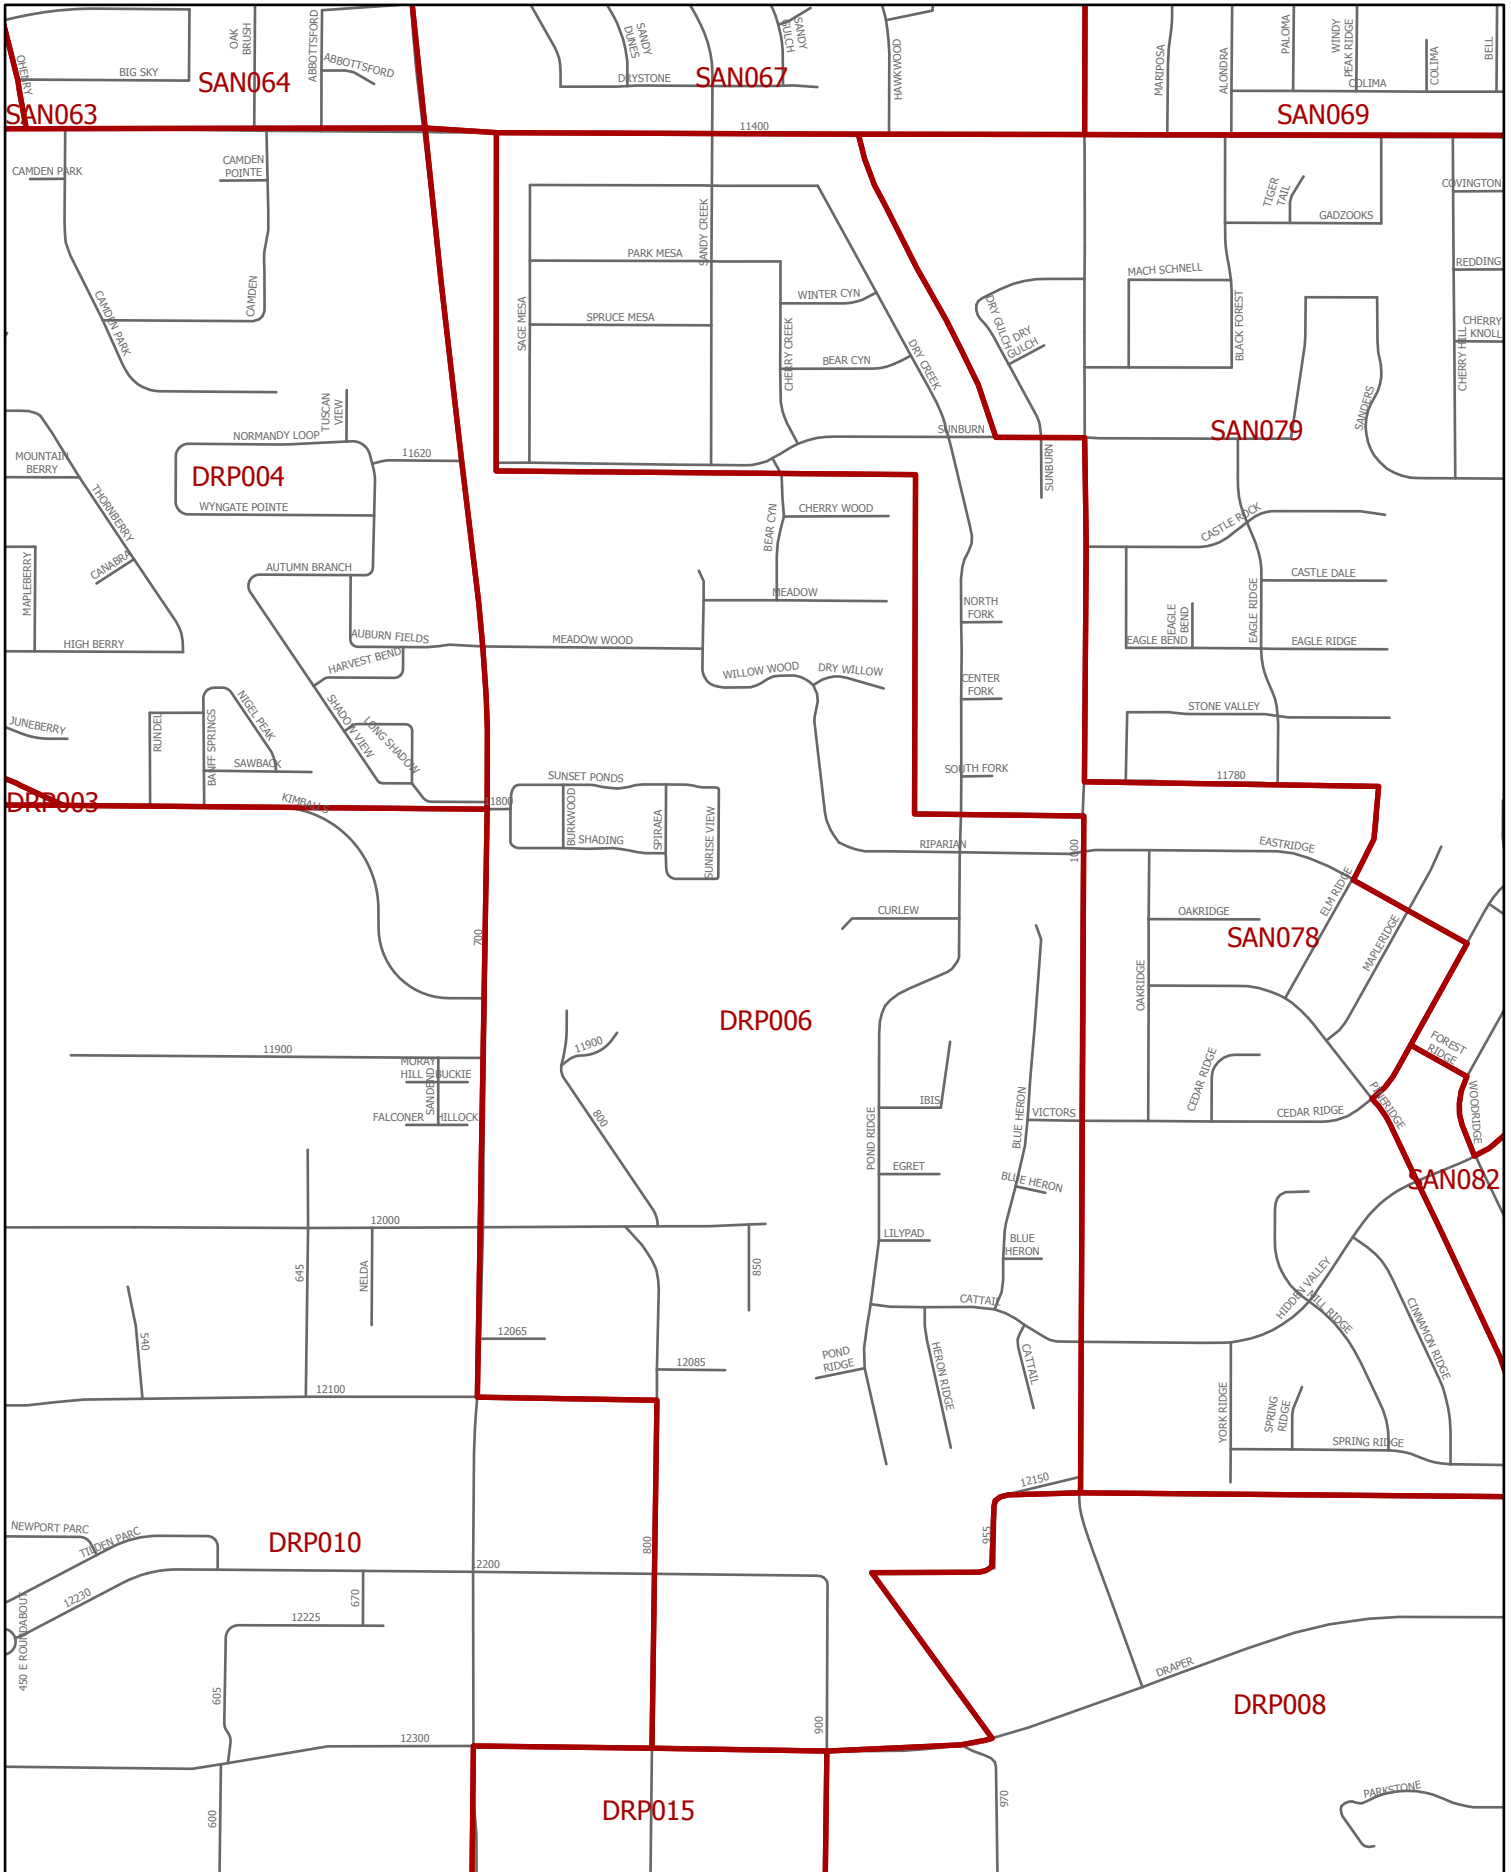 OHENRY
BIG SKY
OAK
BRUSH
ABBOTTSFORD
ABBOTTSFORD
SAN064
SAN063
SANDY
DUNES
SANDY
GULCH
DRYSTONE
SAN067
HAWKWOOD
11400
MARIPOSA
ALONDRA
PALOMA
WINDY
PEAK RIDGE
COLIMA
COLIMA
BELL
SAN069
CAMDEN PARK
CAMDEN
POINTE
CAMDEN PARK
CAMDEN
SANDY CREEK
PARK MESA
SAGE MESA
SPRUCE MESA
WINTER CYN
CHERRY CREEK
BEAR CYN
DRY CREEK
SUNBURN
DRY GULCH
DRY
GULCH
SUNBURN
TIGER
TAIL
GADZOOKS
COVINGTON
MACH SCHNELL
REDDING
BLACK FOREST
CHERRY
KNOLL
CHERRY HILL
SANDERS
SAN079
TUSCAN
VIEW
NORMANDY LOOP
11620
DRP004
WYNGATE POINTE
MOUNTAIN
BERRY
THORNBERRY
CANABRA
MAPLEBERRY
HIGH BERRY
AUTUMN BRANCH
AUBURN FIELDS
HARVEST BEND
SHADOW VIEW
LONG SHADOW
BEAR CYN
CHERRY WOOD
MEADOW
MEADOW WOOD
WILLOW WOOD
DRY WILLOW
NORTH
FORK
CENTER
FORK
SOUTH FORK
CASTLE ROCK
CASTLE DALE
EAGLE
BEND
EAGLE BEND
EAGLE RIDGE
EAGLE RIDGE
STONE VALLEY
11780
JUNEBERRY
RUNDEL
BANFF SPRINGS
NIGEL PEAK
SAWBACK
DRP003
KIMBALLS
11800
SUNSET PONDS
BURKWOOD
SHADING
SPIRAEA
SUNRISE VIEW
RIPARIAN
1000
EASTRIDGE
ELM RIDGE
MAPLERIDGE
OAKRIDGE
SAN078
OAKRIDGE
CURLEW
700
DRP006
11900
MORAY
HILL
BUCKIE
SANDEND
FALCONER
HILLOCK
11900
800
POND RIDGE
IBIS
EGRET
LILYPAD
BLUE HERON
VICTORS
BLUE HERON
BLUE
HERON
CEDAR RIDGE
CEDAR RIDGE
PINERIDGE
FOREST
RIDGE
WOODRIDGE
SAN082
12000
645
NELDA
540
12100
850
12065
12085
CATTAIL
POND
RIDGE
HERON RIDGE
CATTAIL
HIDDEN VALLEY
MILL RIDGE
CINNAMON RIDGE
YORK RIDGE
SPRING
RIDGE
SPRING RIDGE
12150
955
NEWPORT PARC
TILDEN PARC
DRP010
12230
450 E ROUNDABOUT
12200
670
12225
605
800
900
12300
600
DRAPER
DRP008
DRP015
970
PARKSTONE